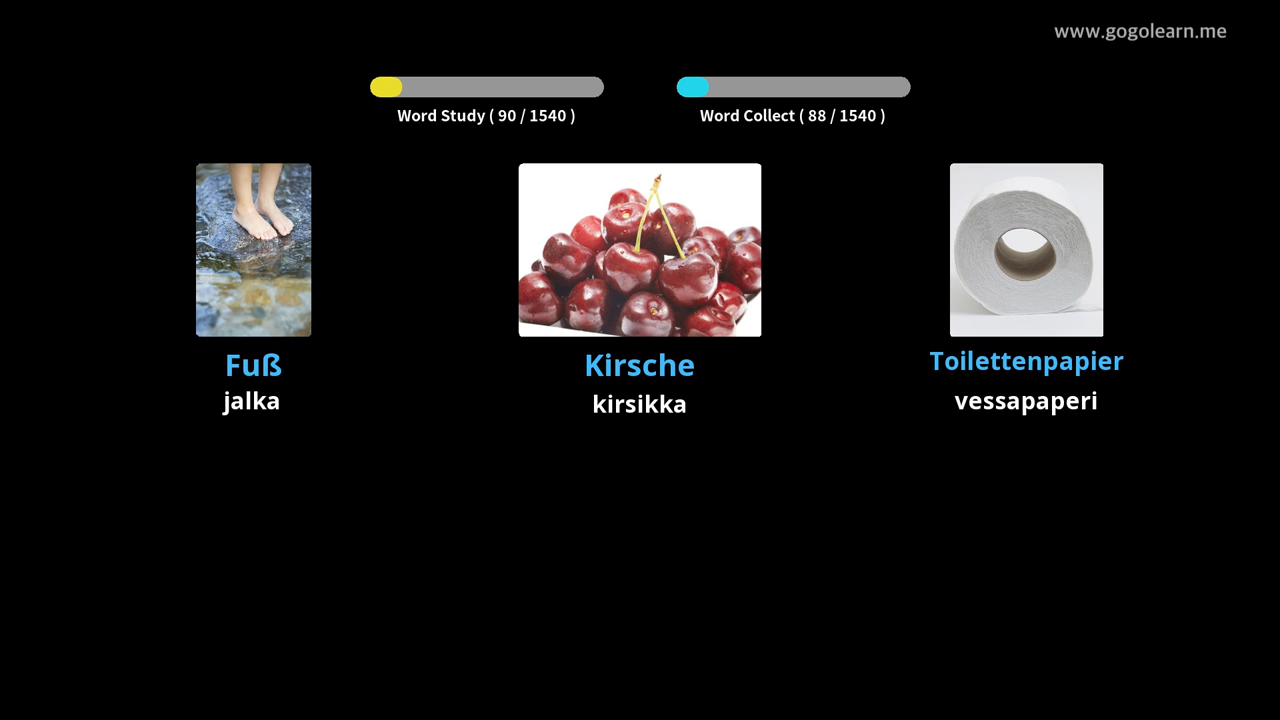 www.gogolearn.me
Word Study ( 90 / 1540 )
Word Collect ( 88 / 1540 )
Fuß
jalka
Kirsche
kirsikka
Toilettenpapier
vessapaperi